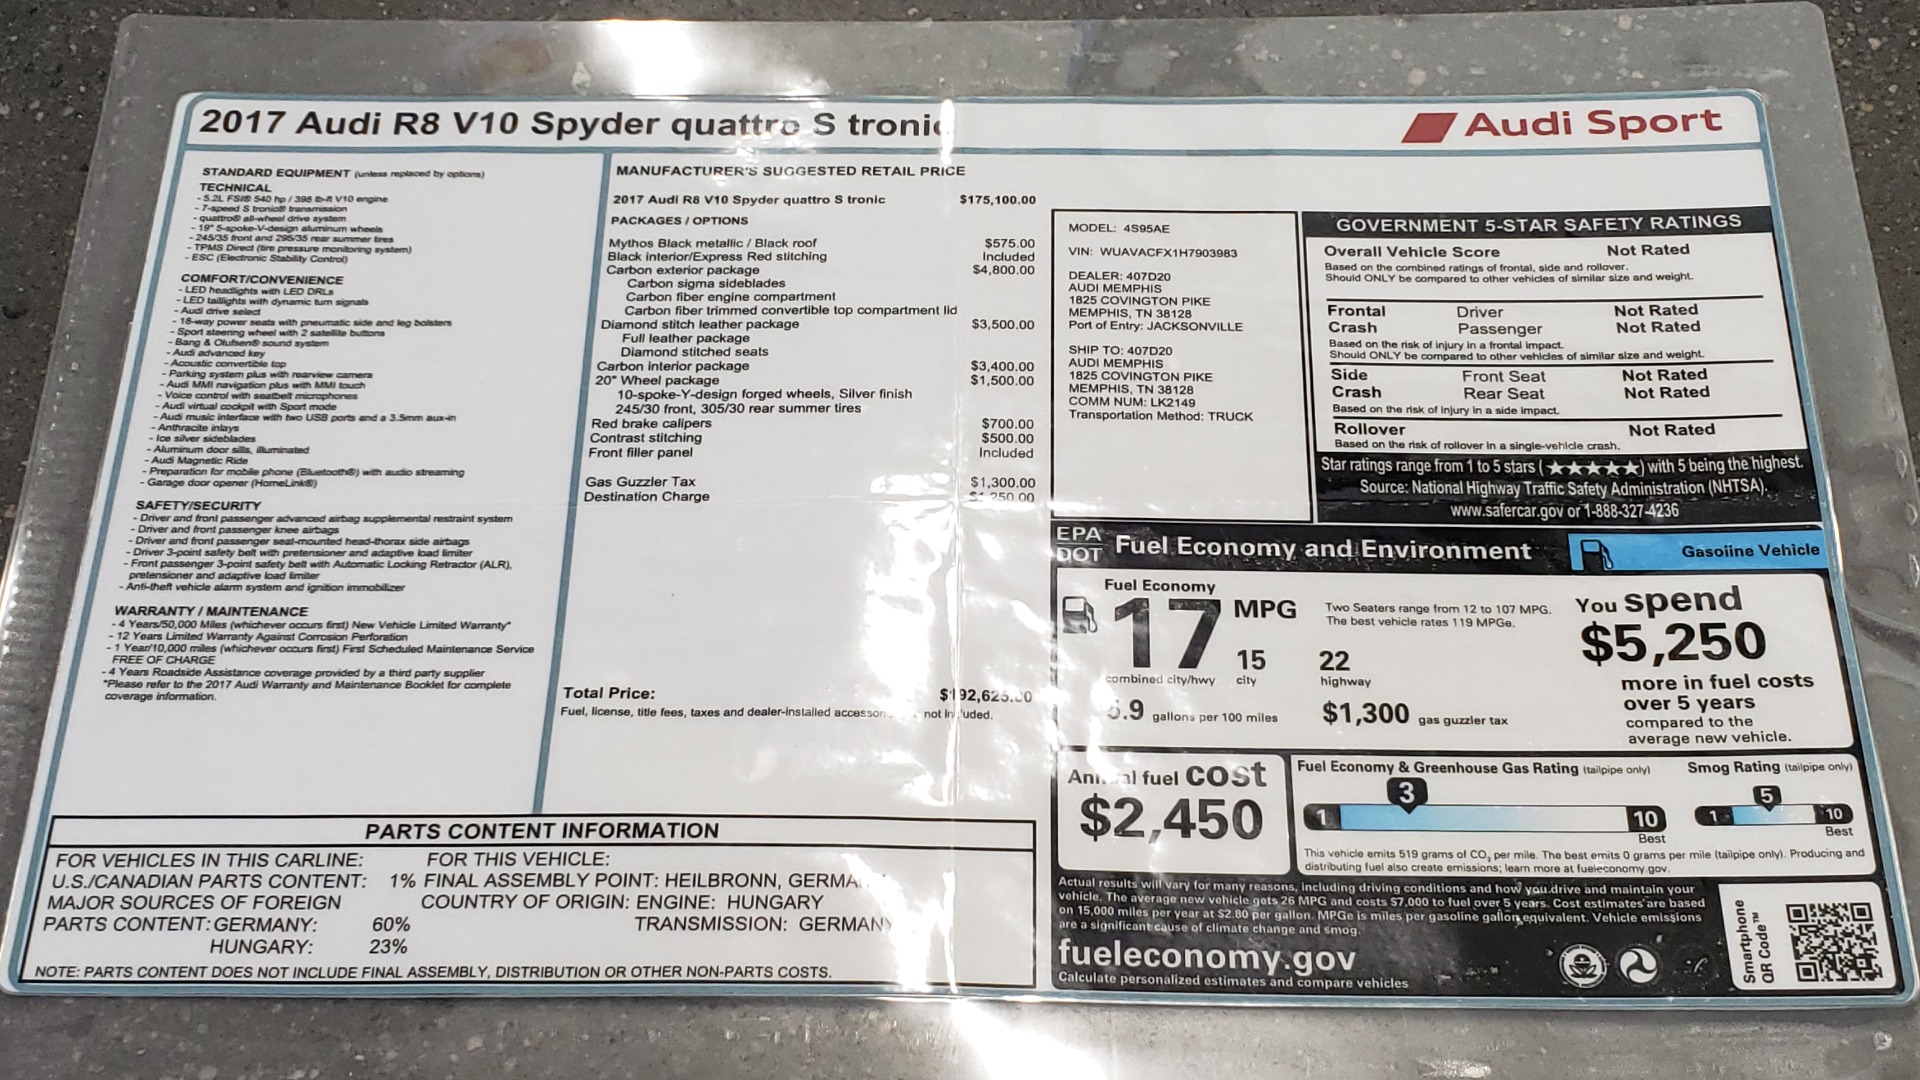 2017 Audi R8 V10 Spyder quattro S tronic
Audi Sport
STANDARD EQUIPMENT (unless replaced by options)
TECHNICAL
- 5.2L FSI® 540 hp / 398 lb-ft V10 engine
- 7-speed S tronic® transmission
- quattro® all-wheel drive system
- 19" 5-spoke-V-design aluminum wheels
- 245/35 front and 295/35 rear summer tires
- TPMS Direct (tire pressure monitoring system)
- ESC (Electronic Stability Control)
COMFORT/CONVENIENCE
- LED headlights with LED DRLs
- LED taillights with dynamic turn signals
- Audi drive select
- 18-way power seats with pneumatic side and leg bolsters
- Sport steering wheel with 2 satellite buttons
- Bang & Olufsen® sound system
- Audi advanced key
- Acoustic convertible top
- Parking system plus with rearview camera
- Audi MMI navigation plus with MMI touch
- Voice control with seatbelt microphones
- Audi virtual cockpit with Sport mode
- Audi music interface with two USB ports and a 3.5mm aux-in
- Anthracite inlays
- Ice silver sideblades
- Aluminum door sills, illuminated
- Audi Magnetic Ride
- Preparation for mobile phone (Bluetooth®) with audio streaming
- Garage door opener (HomeLink®)
SAFETY/SECURITY
- Driver and front passenger advanced airbag supplemental restraint system
- Driver and front passenger knee airbags
- Driver and front passenger seat-mounted head-thorax side airbags
- Driver 3-point safety belt with pretensioner and adaptive load limiter
- Front passenger 3-point safety belt with Automatic Locking Retractor (ALR),
pretensioner and adaptive load limiter
- Anti-theft vehicle alarm system and ignition immobilizer
WARRANTY / MAINTENANCE
- 4 Years/50,000 Miles (whichever occurs first) New Vehicle Limited Warranty*
- 12 Years Limited Warranty Against Corrosion Perforation
- 1 Year/10,000 miles (whichever occurs first) First Scheduled Maintenance Service
FREE OF CHARGE
- 4 Years Roadside Assistance coverage provided by a third party supplier
*Please refer to the 2017 Audi Warranty and Maintenance Booklet for complete
coverage information.
MANUFACTURER'S SUGGESTED RETAIL PRICE
2017 Audi R8 V10 Spyder quattro S tronic $175,100.00
PACKAGES / OPTIONS
Mythos Black metallic / Black roof $575.00
Black interior/Express Red stitching Included
Carbon exterior package $4,800.00
Carbon sigma sideblades
Carbon fiber engine compartment
Carbon fiber trimmed convertible top compartment lid
Diamond stitch leather package $3,500.00
Full leather package
Diamond stitched seats
Carbon interior package $3,400.00
20" Wheel package $1,500.00
10-spoke-Y-design forged wheels, Silver finish
245/30 front, 305/30 rear summer tires
Red brake calipers $700.00
Contrast stitching $500.00
Front filler panel Included
Gas Guzzler Tax $1,300.00
Destination Charge $1,250.00
Total Price: $192,625.00
Fuel, license, title fees, taxes and dealer-installed not included.
MODEL: 4S95AE
VIN: WUAVACFX1H7903983
DEALER: 407D20
AUDI MEMPHIS
1825 COVINGTON PIKE
MEMPHIS, TN 38128
Port of Entry: JACKSONVILLE
SHIP TO: 407D20
AUDI MEMPHIS
1825 COVINGTON PIKE
MEMPHIS, TN 38128
COMM NUM: LK2149
Transportation Method: TRUCK
GOVERNMENT 5-STAR SAFETY RATINGS
Overall Vehicle Score Not Rated
Based on the combined ratings of frontal, side and rollover.
Should ONLY be compared to other vehicles of similar size and weight.
Frontal Driver Not Rated
Crash Passenger Not Rated
Based on the risk of injury in a frontal impact.
Should ONLY be compared to other vehicles of similar size and weight.
Side Front Seat Not Rated
Crash Rear Seat Not Rated
Based on the risk of injury in a side impact.
Rollover Not Rated
Based on the risk of rollover in a single-vehicle crash.
Star ratings range from 1 to 5 stars (★★★★★) with 5 being the highest.
Source: National Highway Traffic Safety Administration (NHTSA).
www.safercar.gov or 1-888-327-4236
EPA
DOT
Fuel Economy and Environment
Gasoline Vehicle
Fuel Economy
17 MPG
combined city/hwy
15
city
22
highway
Two Seaters range from 12 to 107 MPG.
The best vehicle rates 119 MPGe.
5.9 gallons per 100 miles
$1,300 gas guzzler tax
You spend
$5,250
more in fuel costs
over 5 years
compared to the
average new vehicle.
Annual fuel cost
$2,450
Fuel Economy & Greenhouse Gas Rating (tailpipe only)
3
1 10
Best
Smog Rating (tailpipe only)
5
1 10
Best
This vehicle emits 519 grams of CO₂ per mile. The best emits 0 grams per mile (tailpipe only). Producing and
distributing fuel also create emissions; learn more at fueleconomy.gov.
Actual results will vary for many reasons, including driving conditions and how you drive and maintain your
vehicle. The average new vehicle gets 26 MPG and costs $7,000 to fuel over 5 years. Cost estimates are based
on 15,000 miles per year at $2.80 per gallon. MPGe is miles per gasoline gallon equivalent. Vehicle emissions
are a significant cause of climate change and smog.
fueleconomy.gov
Calculate personalized estimates and compare vehicles
Smartphone
QR Code™
PARTS CONTENT INFORMATION
FOR VEHICLES IN THIS CARLINE:
U.S./CANADIAN PARTS CONTENT: 1%
MAJOR SOURCES OF FOREIGN
PARTS CONTENT: GERMANY: 60%
HUNGARY: 23%
FOR THIS VEHICLE:
FINAL ASSEMBLY POINT: HEILBRONN, GERMANY
COUNTRY OF ORIGIN: ENGINE: HUNGARY
TRANSMISSION: GERMANY
NOTE: PARTS CONTENT DOES NOT INCLUDE FINAL ASSEMBLY, DISTRIBUTION OR OTHER NON-PARTS COSTS.